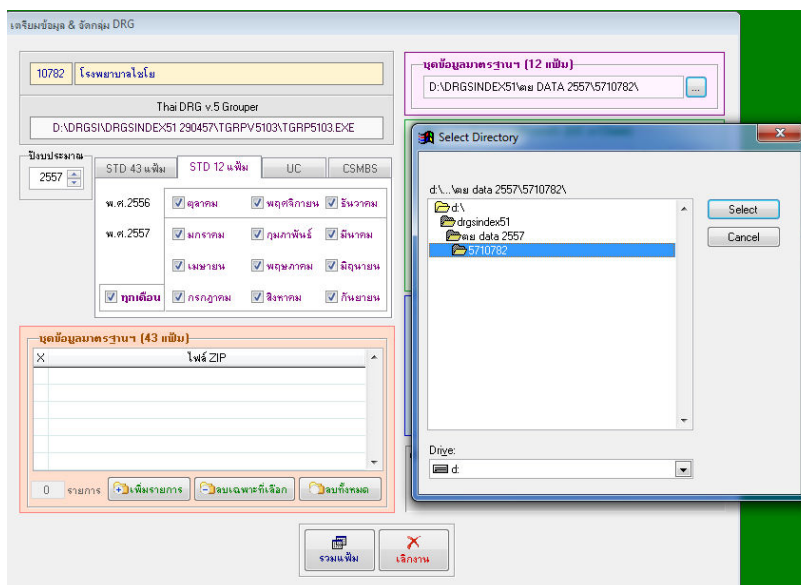 เตรียมข้อมูล & จัดกลุ่ม DRG
10782 โรงพยาบาลไชโย
Thai DRG v.5 Grouper
D:\DRGSI\DRGSINDEX51 290457\TGRPV5103\TGRP5103.EXE
ปีงบประมาณ
2557
STD 43 แฟ้ม STD 12 แฟ้ม UC CSMBS
พ.ศ.2556 ตุลาคม พฤศจิกายน ธันวาคม
พ.ศ.2557 มกราคม กุมภาพันธ์ มีนาคม
เมษายน พฤษภาคม มิถุนายน
ทุกเดือน กรกฎาคม สิงหาคม กันยายน
ชุดข้อมูลมาตรฐานฯ (43 แฟ้ม)
X ไฟล์ ZIP
0 รายการ เพิ่มรายการ ลบเฉพาะที่เลือก ลบทั้งหมด
ชุดข้อมูลมาตรฐานฯ (12 แฟ้ม)
D:\DRGSINDEX51\ตย DATA 2557\5710782\ ...
Select Directory
d:\...\ตย data 2557\5710782\
d:\
drgsindex51
ตย data 2557
5710782
Select
Cancel
Drive:
d:
รวมแฟ้ม เลิกงาน